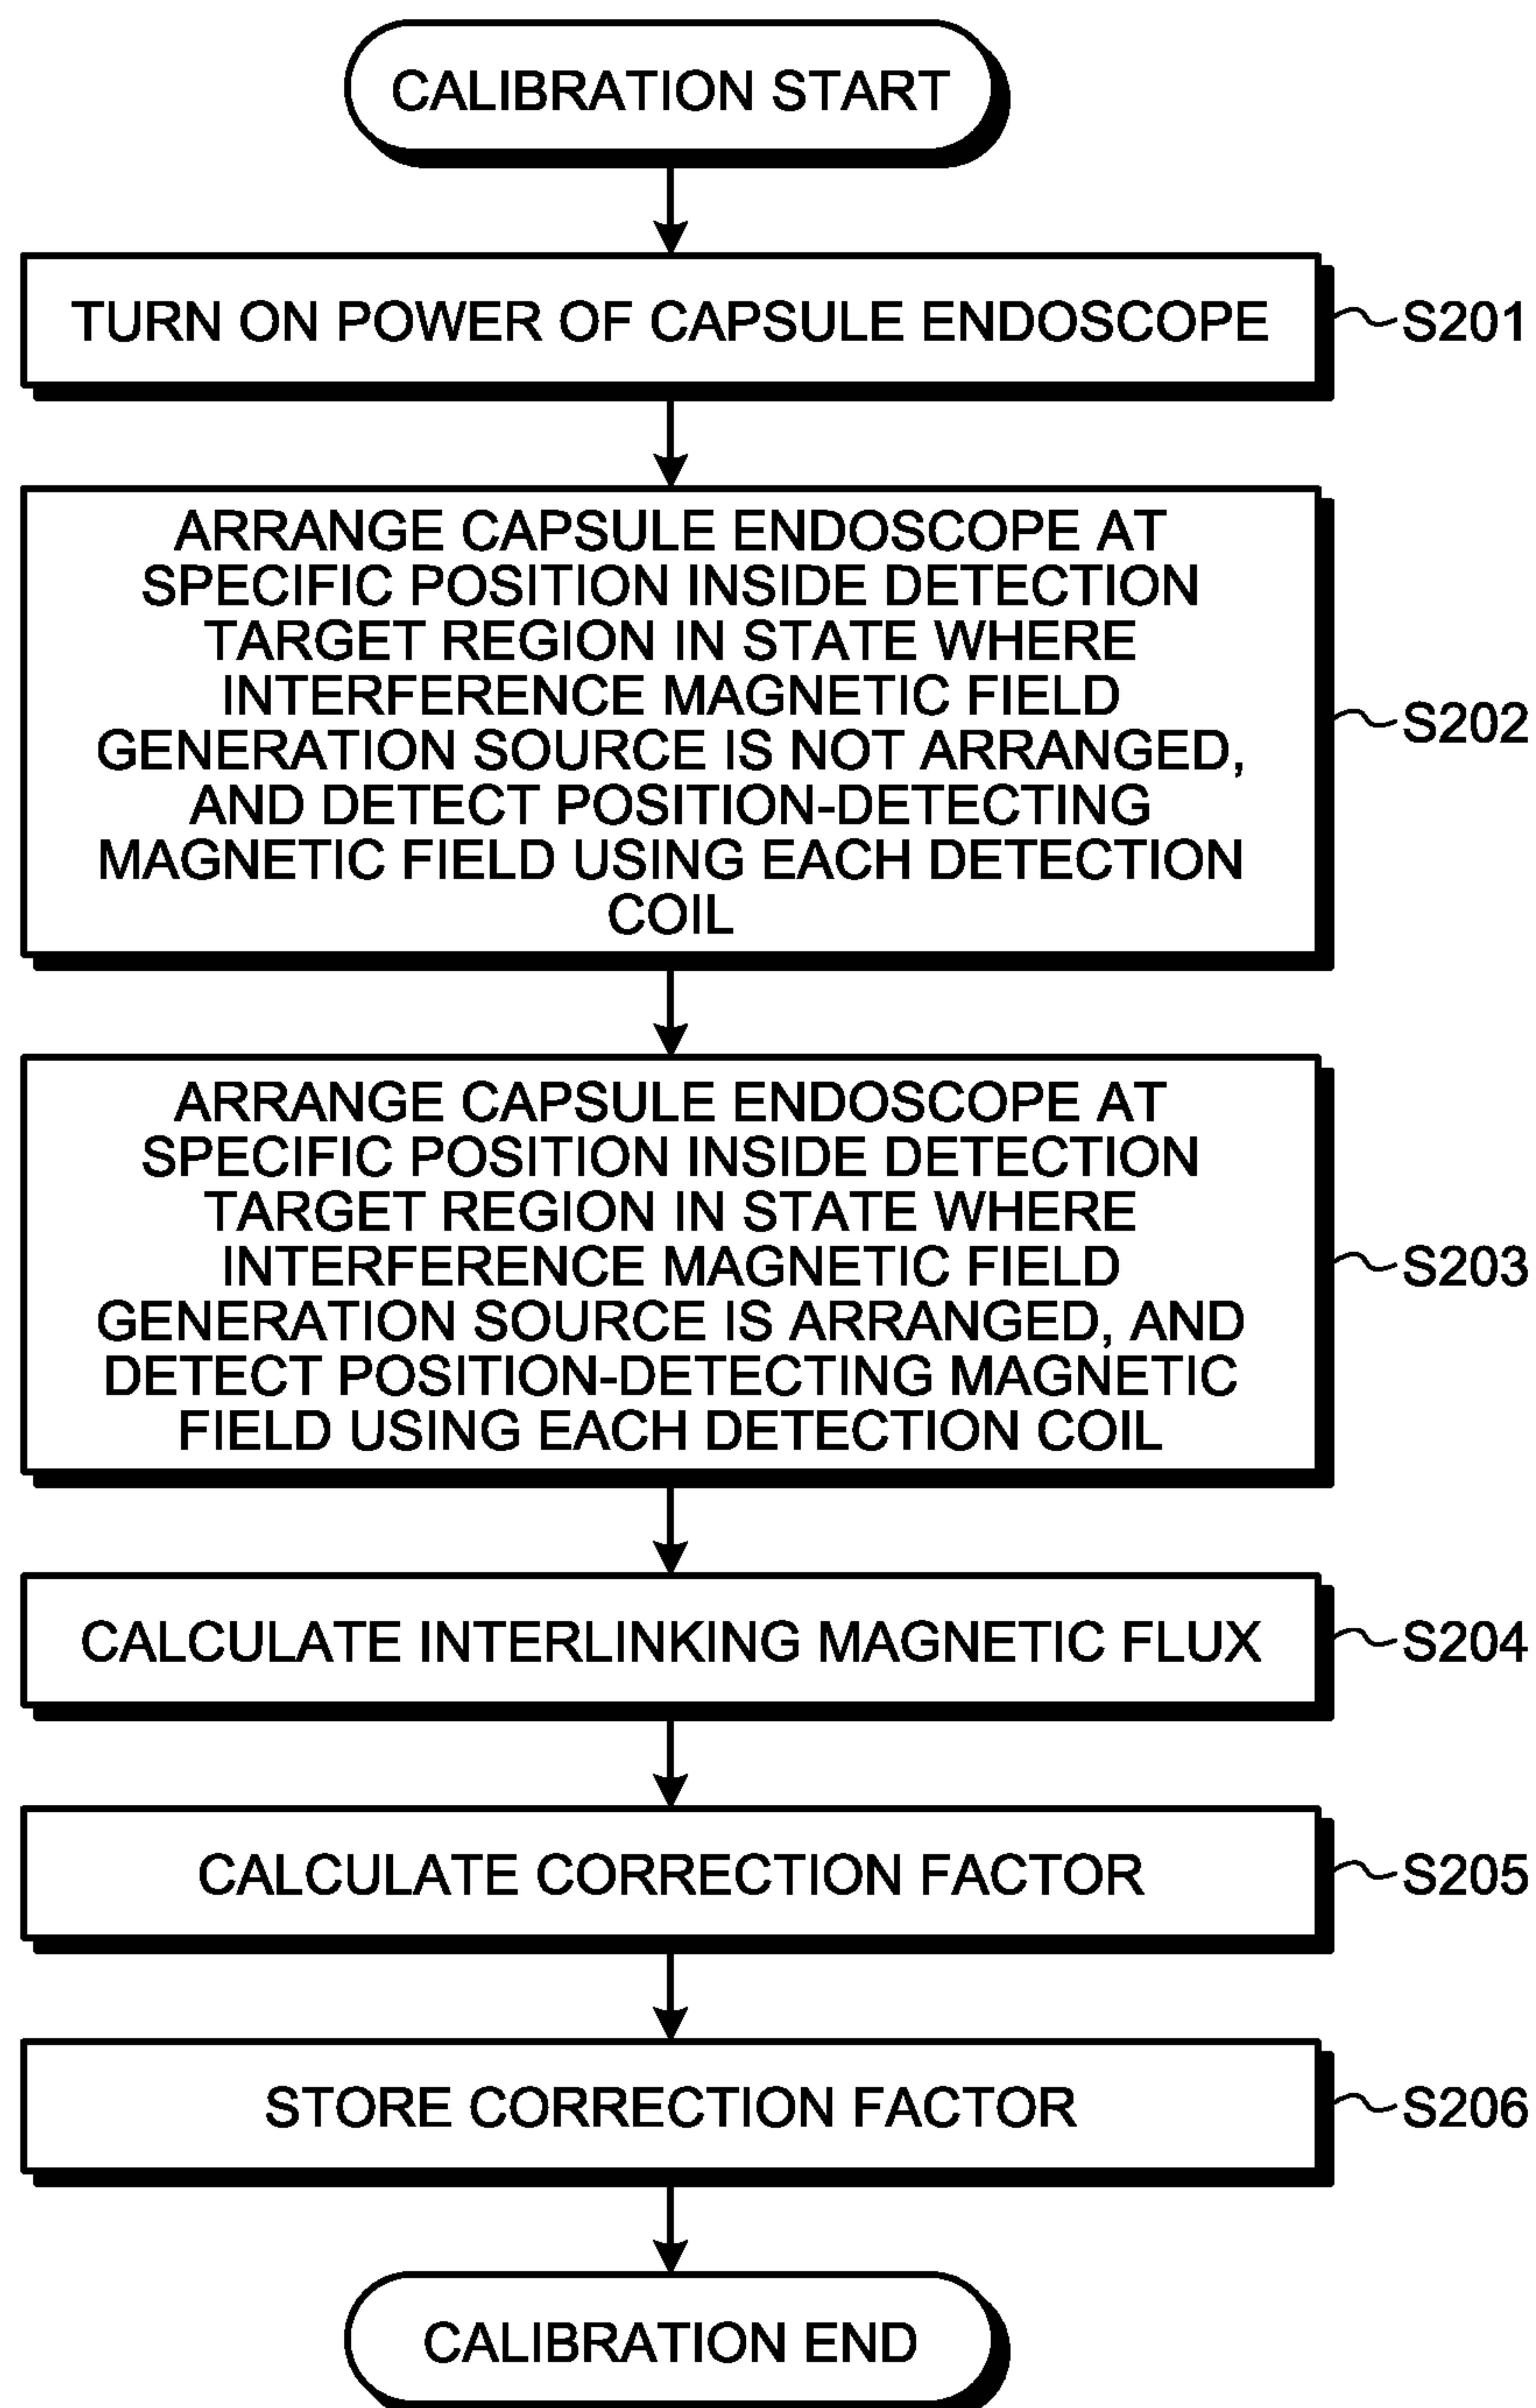 CALIBRATION START
TURN ON POWER OF CAPSULE ENDOSCOPE
S201
ARRANGE CAPSULE ENDOSCOPE AT
SPECIFIC POSITION INSIDE DETECTION
TARGET REGION IN STATE WHERE
INTERFERENCE MAGNETIC FIELD
GENERATION SOURCE IS NOT ARRANGED,
AND DETECT POSITION-DETECTING
MAGNETIC FIELD USING EACH DETECTION
COIL
S202
ARRANGE CAPSULE ENDOSCOPE AT
SPECIFIC POSITION INSIDE DETECTION
TARGET REGION IN STATE WHERE
INTERFERENCE MAGNETIC FIELD
GENERATION SOURCE IS ARRANGED, AND
DETECT POSITION-DETECTING MAGNETIC
FIELD USING EACH DETECTION COIL
S203
CALCULATE INTERLINKING MAGNETIC FLUX
S204
CALCULATE CORRECTION FACTOR
S205
STORE CORRECTION FACTOR
S206
CALIBRATION END